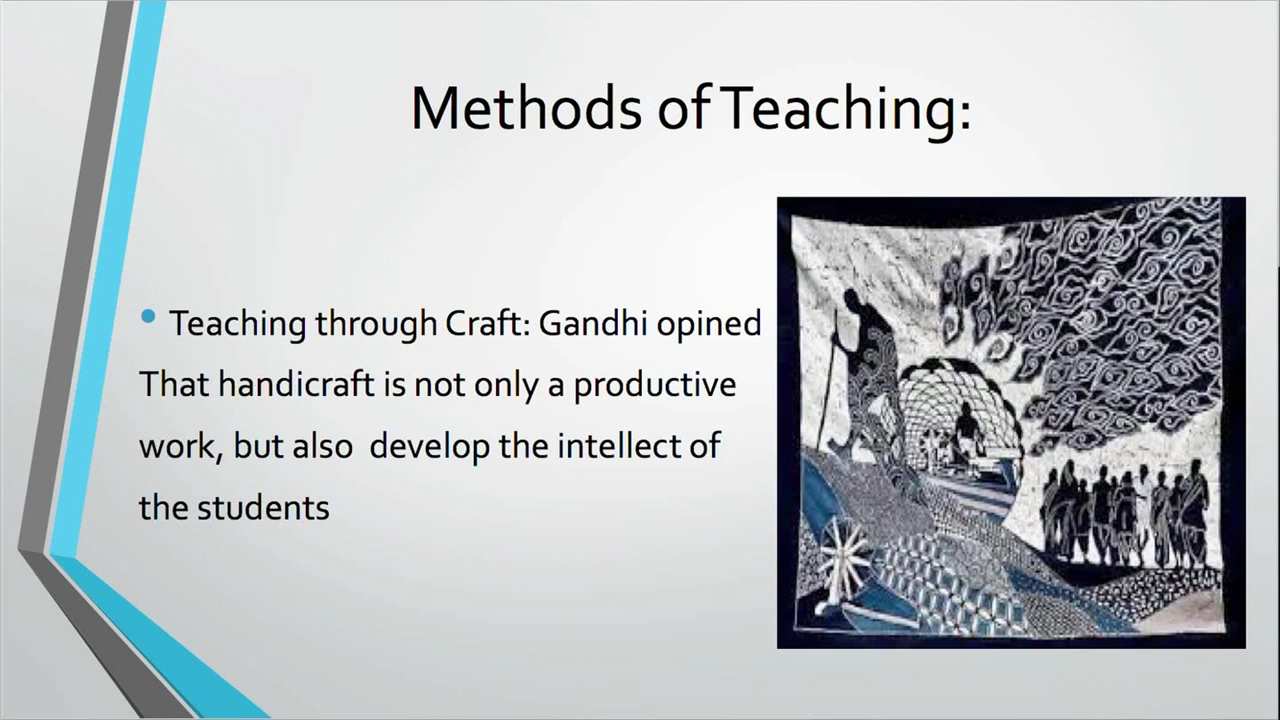 Methods of Teaching:
• Teaching through Craft: Gandhi opined
That handicraft is not only a productive
work, but also  develop the intellect of
the students